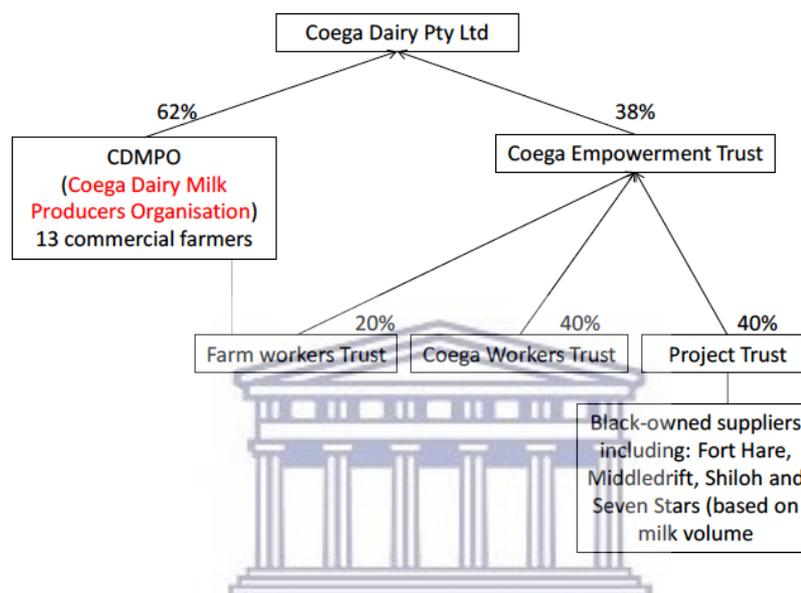 Coega Dairy Pty Ltd
62%
38%
CDMPO
(Coega Dairy Milk
Producers Organisation)
13 commercial farmers
Coega Empowerment Trust
20%
40%
40%
Farm workers Trust
Coega Workers Trust
Project Trust
Black-owned suppliers
including: Fort Hare,
Middledrift, Shiloh and
Seven Stars (based on
milk volume